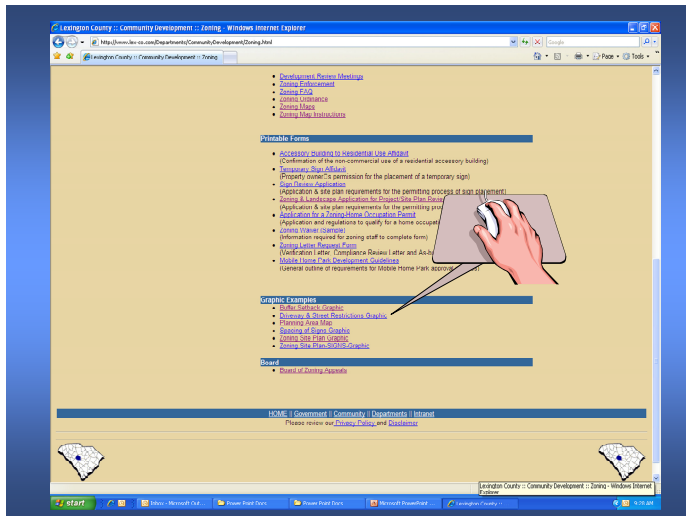 Lexington County :: Community Development :: Zoning - Windows Internet Explorer
http://www.lex-co.com/Departments/CommunityDevelopment/Zoning.html
Google
Lexington County :: Community Development :: Zoning
Page
Tools
Development Review Meetings
Zoning Enforcement
Zoning FAQ
Zoning Ordinance
Zoning Maps
Zoning Map Instructions
Printable Forms
Accessory Building to Residential Use Affidavit
(Confirmation of the non-commercial use of a residential accessory building)
Temporary Sign Affidavit
(Property owner□s permission for the placement of a temporary sign)
Sign Review Application
(Application & site plan requirements for the permitting process of sign placement)
Zoning & Landscape Application for Project/Site Plan Review
(Application & site plan requirements for the permitting
Application for a Zoning-Home Occupation Permit
(Application and regulations to qualify for a home
Zoning Waiver (Sample)
(Information required for zoning staff to complete form)
Zoning Letter Request Form
(Verification Letter, Compliance Review Letter and
Mobile Home Park Development Guidelines
(General outline of requirements for Mobile Home Park approval
Graphic Examples
Buffer Setback Graphic
Driveway & Street Restrictions Graphic
Planning Area Map
Spacing of Signs Graphic
Zoning Site Plan Graphic
Zoning Site Plan-SIGNS-Graphic
Board
Board of Zoning Appeals
HOME || Government || Community || Departments || Intranet
Please review our Privacy Policy and Disclaimer
Lexington County :: Community Development :: Zoning - Windows Internet Explorer
start
Inbox - Microsoft Out...
Power Point Docs
Power Point Docs
Microsoft PowerPoint ...
Lexington County ::
9:26 AM